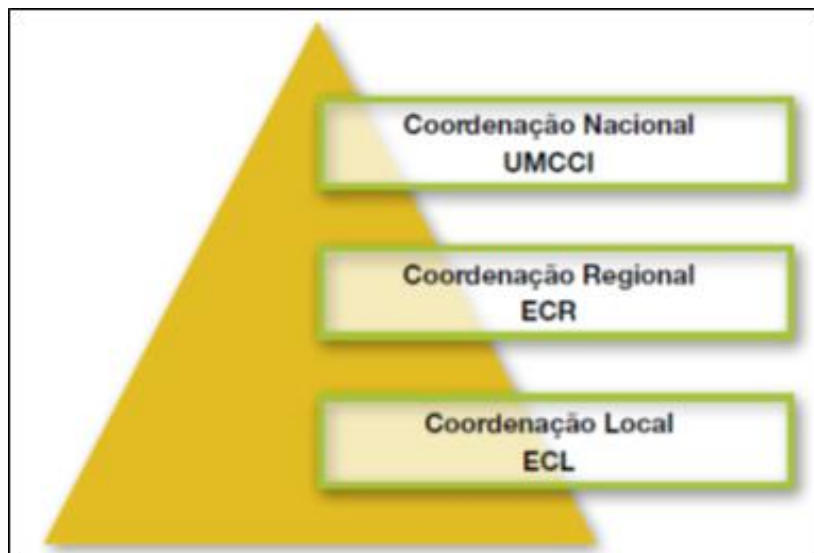 Coordenação Nacional
UMCCI
Coordenação Regional
ECR
Coordenação Local
ECL